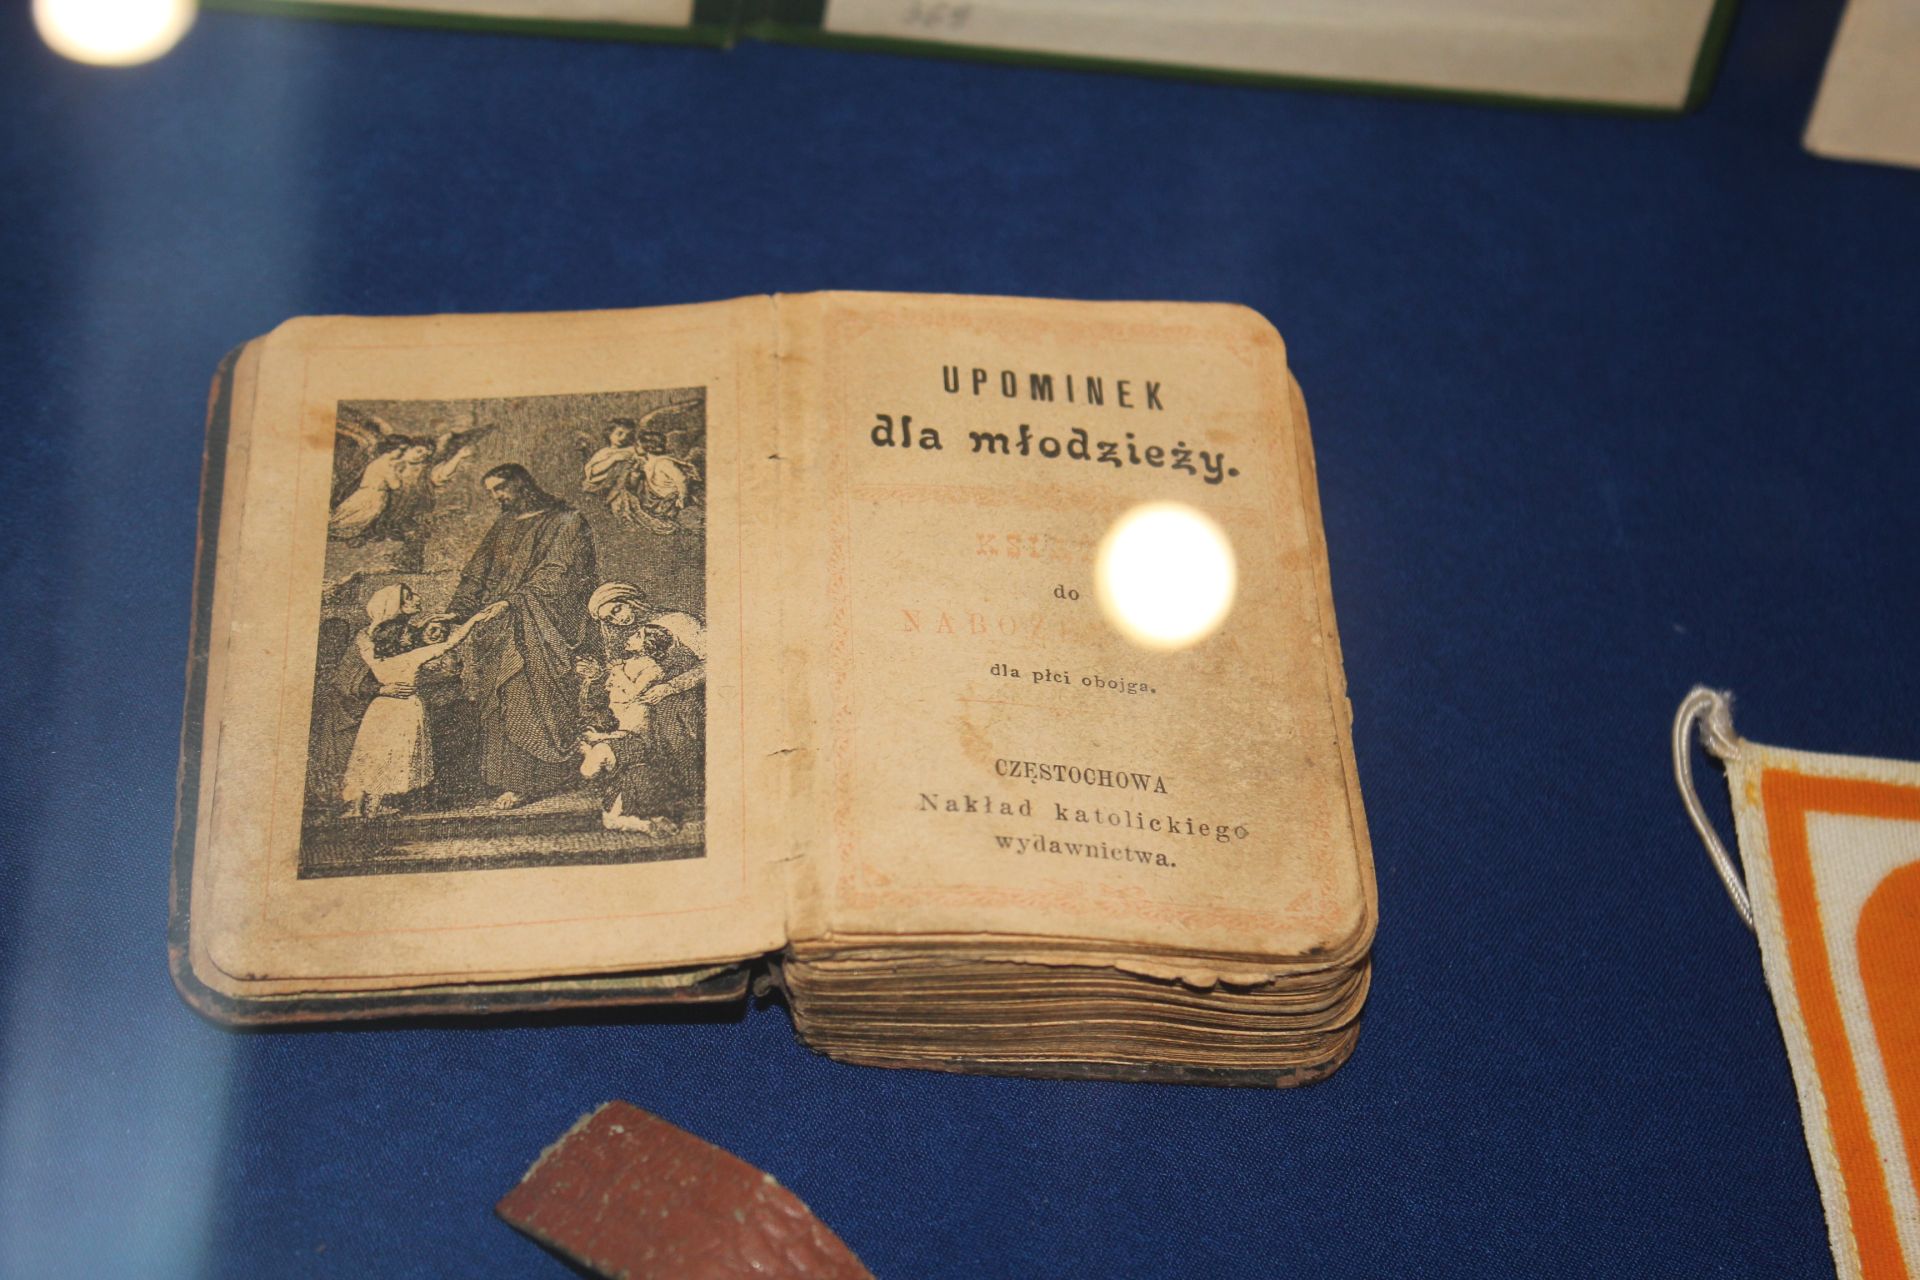 UPOMINEK
dla młodzieży.
do
dla płci obojga.
CZĘSTOCHOWA
Nakład katolickiego
wydawnictwa.